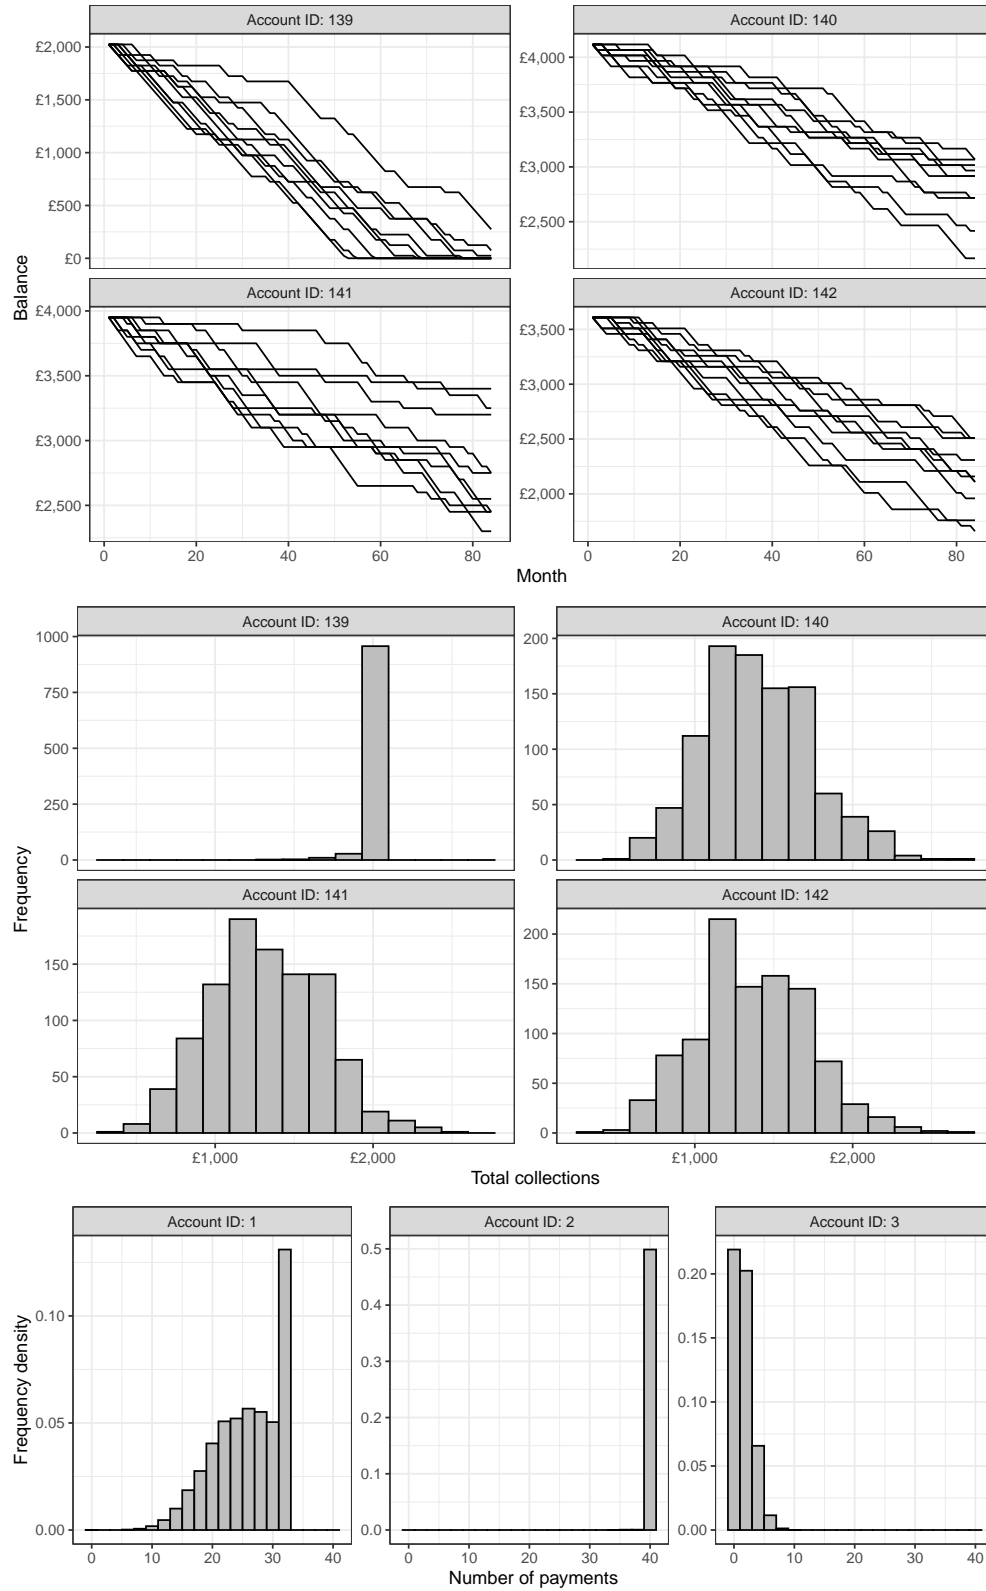 Account ID: 139 Account ID: 140
£2,000 £1,500 £1,000 £500 £0
£4,000 £3,500 £3,000 £2,500
Balance
Account ID: 141 Account ID: 142
£4,000 £3,500 £3,000 £2,500
£3,500 £3,000 £2,500 £2,000
0 20 40 60 80 0 20 40 60 80
Month
Account ID: 139 Account ID: 140
1000 750 500 250 0
200 150 100 50 0
Frequency
Account ID: 141 Account ID: 142
150 100 50 0
200 150 100 50 0
£1,000 £2,000 £1,000 £2,000
Total collections
Account ID: 1 Account ID: 2 Account ID: 3
0.10 0.05 0.00
0.5 0.4 0.3 0.2 0.1 0.0
0.20 0.15 0.10 0.05 0.00
Frequency density
0 10 20 30 40 0 10 20 30 40 0 10 20 30 40
Number of payments